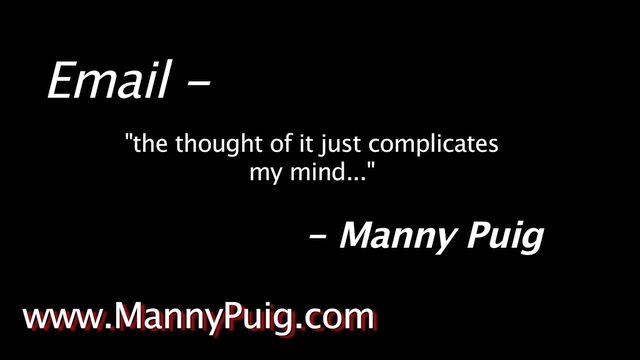 Email -
"the thought of it just complicates
my mind..."
- Manny Puig
www.MannyPuig.com